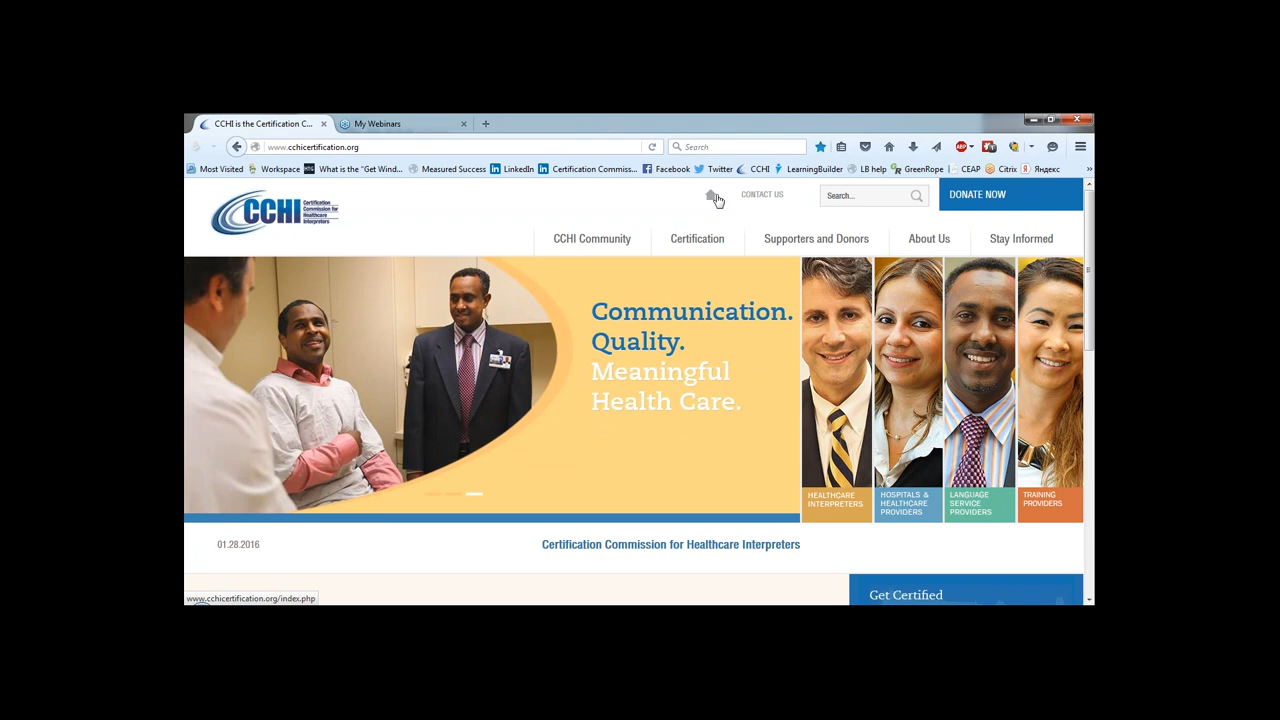 CCHI is the Certification C...
My Webinars
www.cchicertification.org
Search
Most Visited
Workspace
What is the "Get Wind...
Measured Success
LinkedIn
Certification Commiss...
Facebook
Twitter
CCHI
LearningBuilder
LB help
GreenRope
CEAP
Citrix
Яндекс
CCHI
Certification
Commission for
Healthcare
Interpreters
CONTACT US
Search...
DONATE NOW
CCHI Community
Certification
Supporters and Donors
About Us
Stay Informed
Communication.
Quality.
Meaningful
Health Care.
HEALTHCARE
INTERPRETERS
HOSPITALS &
HEALTHCARE
PROVIDERS
LANGUAGE
SERVICE
PROVIDERS
TRAINING
PROVIDERS
01.28.2016
Certification Commission for Healthcare Interpreters
Get Certified
www.cchicertification.org/index.php